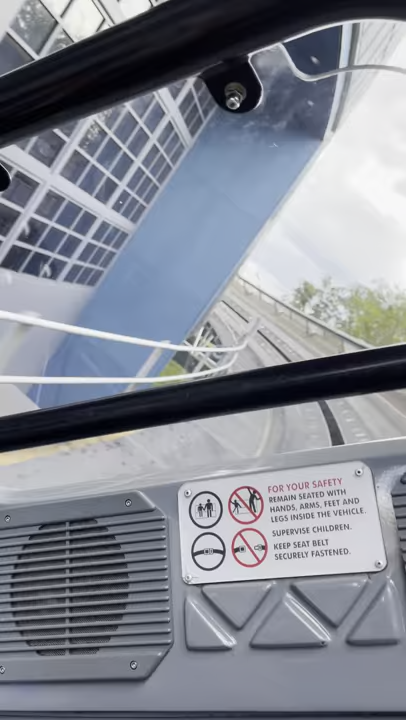 FOR YOUR SAFETY
REMAIN SEATED WITH
HANDS, ARMS, FEET AND
LEGS INSIDE THE VEHICLE.
SUPERVISE CHILDREN.
KEEP SEAT BELT
SECURELY FASTENED.